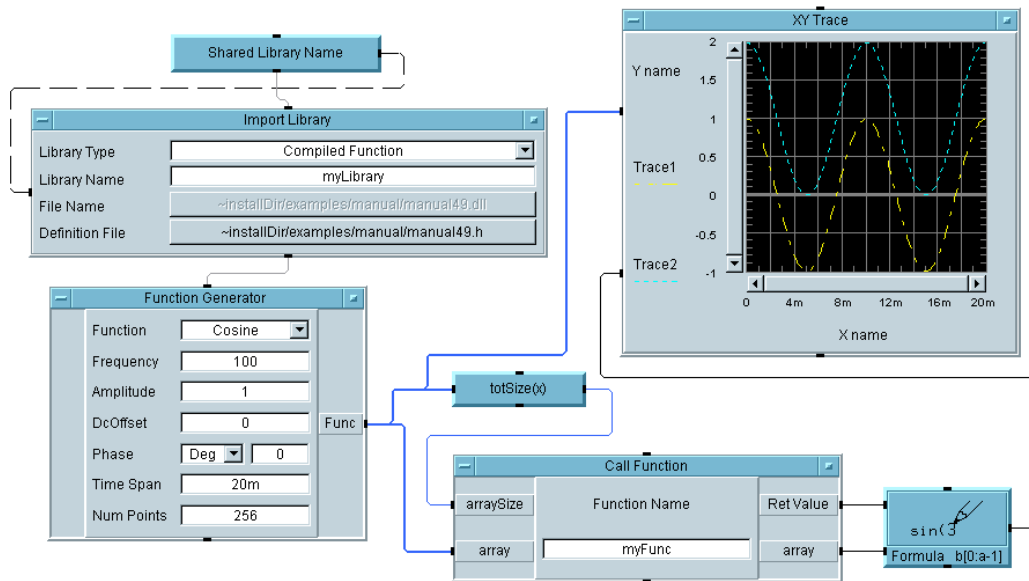 Shared Library Name
Import Library
Library Type Compiled Function
Library Name myLibrary
File Name ~installDir/examples/manual/manual49.dll
Definition File ~installDir/examples/manual/manual49.h
Function Generator
Function Cosine
Frequency 100
Amplitude 1
DcOffset 0
Phase Deg 0
Time Span 20m
Num Points 256
Func
totSize(x)
XY Trace
Y name
Trace1
Trace2
2
1.5
1
0.5
0
-0.5
-1
0 4m 8m 12m 16m 20m
X name
Call Function
arraySize Function Name Ret Value
array myFunc array
sin(3
Formula b[0:a-1]